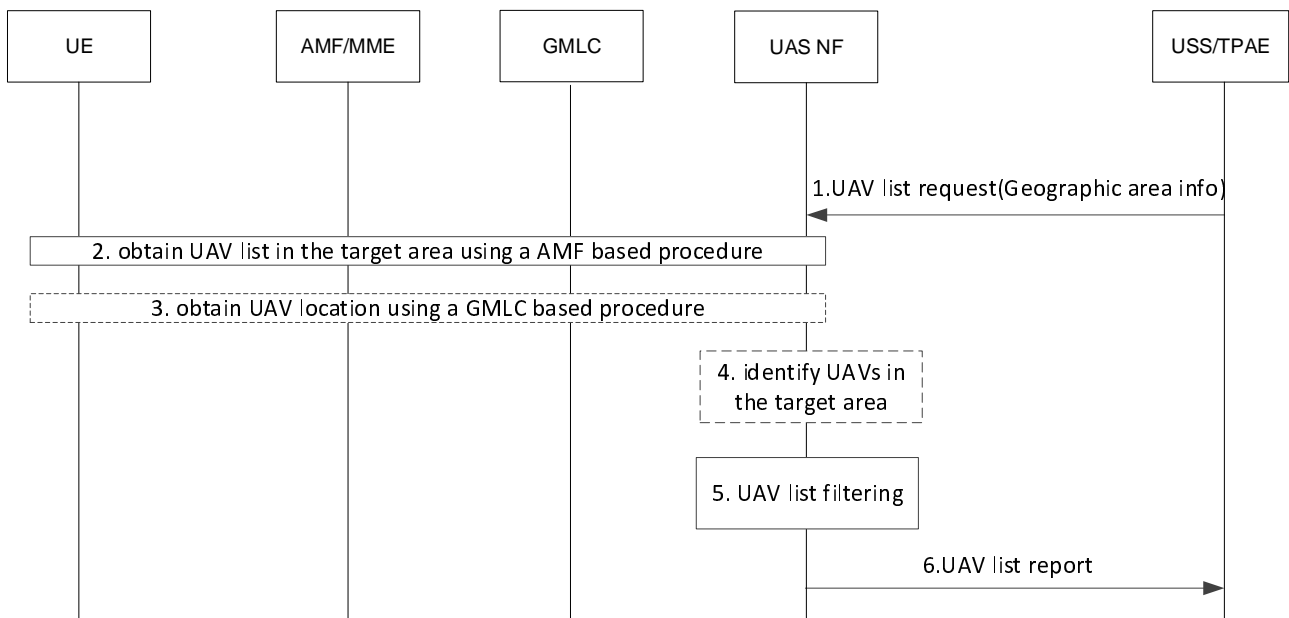 UE
AMF/MME
GMLC
UAS NF
USS/TPAE
1.UAV list request(Geographic area info)
2. obtain UAV list in the target area using a AMF based procedure
3. obtain UAV location using a GMLC based procedure
4. identify UAVs in
the target area
5. UAV list filtering
6.UAV list report